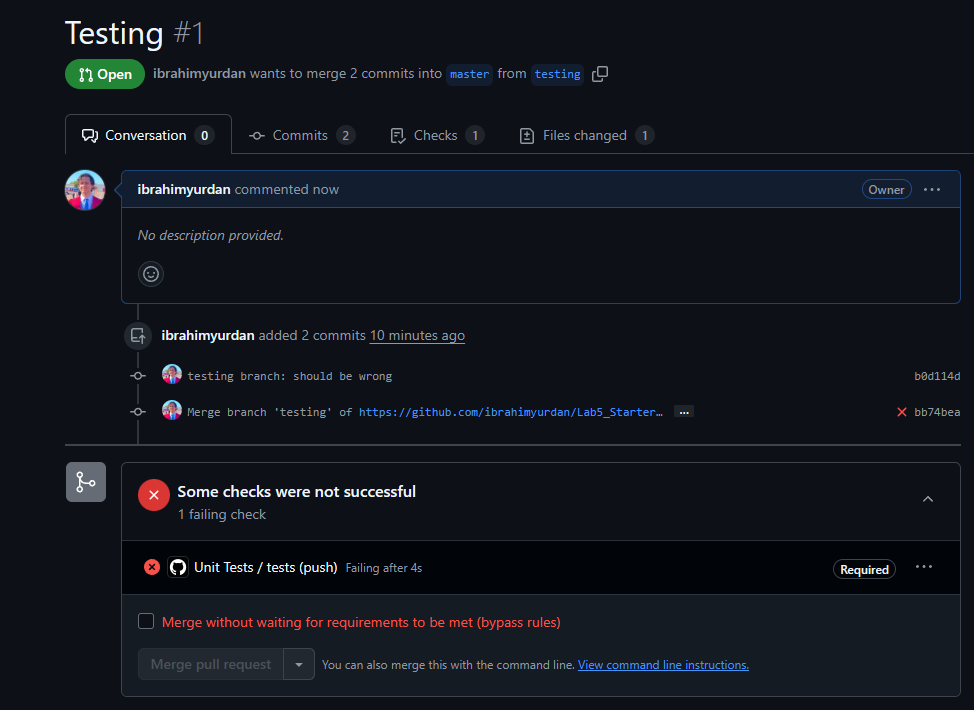 Testing #1
Open ibrahimyurdan wants to merge 2 commits into master from testing
Conversation 0 Commits 2 Checks 1 Files changed 1
ibrahimyurdan commented now Owner
No description provided.
ibrahimyurdan added 2 commits 10 minutes ago
testing branch: should be wrong b0d114d
Merge branch 'testing' of https://github.com/ibrahimyurdan/Lab5_Starter… … bb74bea
Some checks were not successful
1 failing check
Unit Tests / tests (push) Failing after 4s Required
Merge without waiting for requirements to be met (bypass rules)
Merge pull request You can also merge this with the command line. View command line instructions.